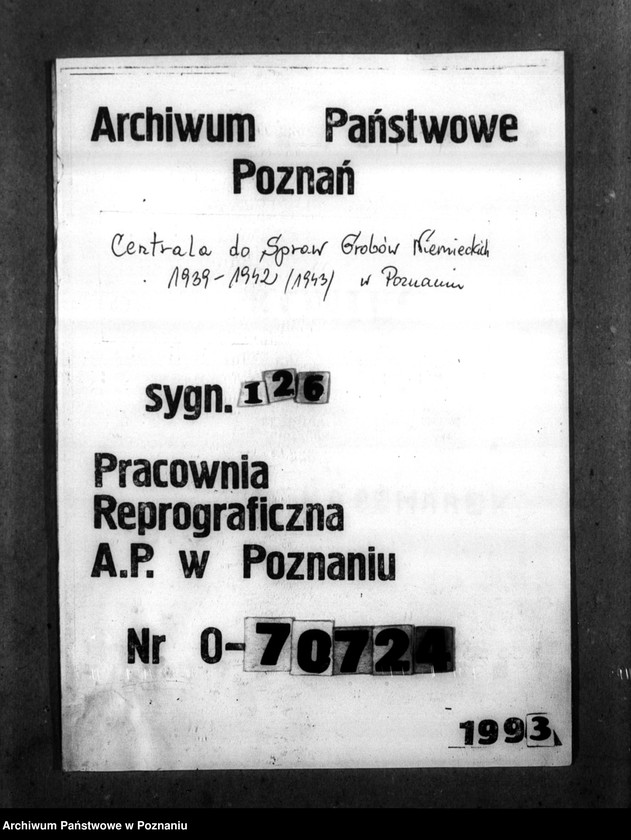 Archiwum Państwowe
Poznań
Centrala do Spraw Grobów Niemieckich
1939-1942 /1943/ w Poznaniu
sygn. 126
Pracownia
Reprograficzna
A.P. w Poznaniu
Nr O-70724
1993
Archiwum Państwowe w Poznaniu